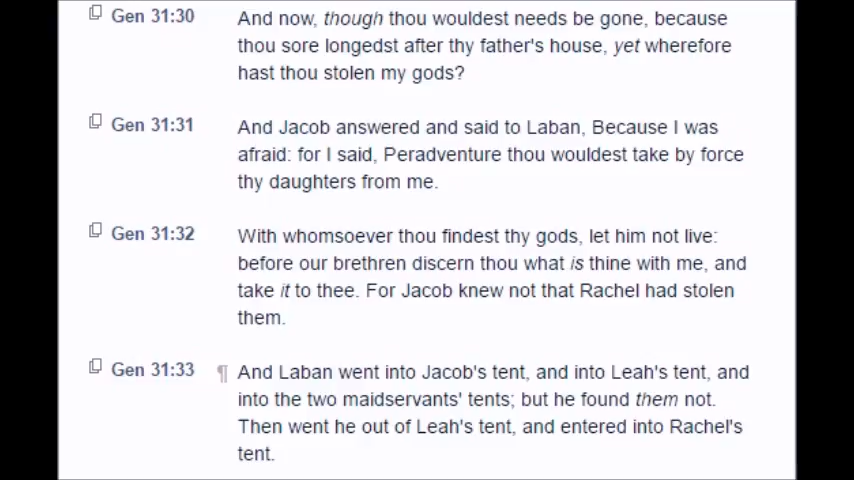 Gen 31:30 And now, though thou wouldest needs be gone, because
thou sore longedst after thy father's house, yet wherefore
hast thou stolen my gods?
Gen 31:31 And Jacob answered and said to Laban, Because I was
afraid: for I said, Peradventure thou wouldest take by force
thy daughters from me.
Gen 31:32 With whomsoever thou findest thy gods, let him not live:
before our brethren discern thou what is thine with me, and
take it to thee. For Jacob knew not that Rachel had stolen
them.
Gen 31:33 ¶ And Laban went into Jacob's tent, and into Leah's tent, and
into the two maidservants' tents; but he found them not.
Then went he out of Leah's tent, and entered into Rachel's
tent.